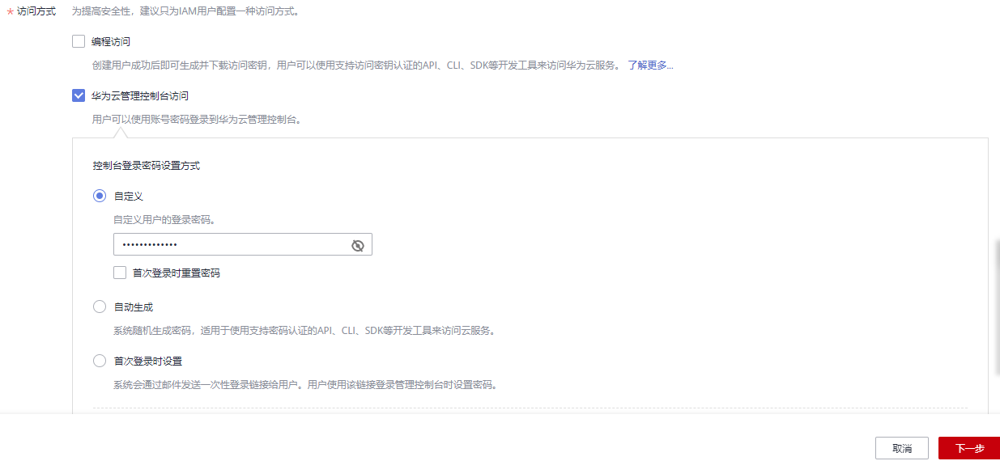 * 访问方式 为提高安全性，建议只为IAM用户配置一种访问方式。
编程访问
创建用户成功后即可生成并下载访问密钥，用户可以使用支持访问密钥认证的API、CLI、SDK等开发工具来访问华为云服务。 了解更多...
华为云管理控制台访问
用户可以使用账号密码登录到华为云管理控制台。
控制台登录密码设置方式
自定义
自定义用户的登录密码。
•••••••••••••
首次登录时重置密码
自动生成
系统随机生成密码，适用于使用支持密码认证的API、CLI、SDK等开发工具来访问云服务。
首次登录时设置
系统会通过邮件发送一次性登录链接给用户。用户使用该链接登录管理控制台时设置密码。
取消 下一步